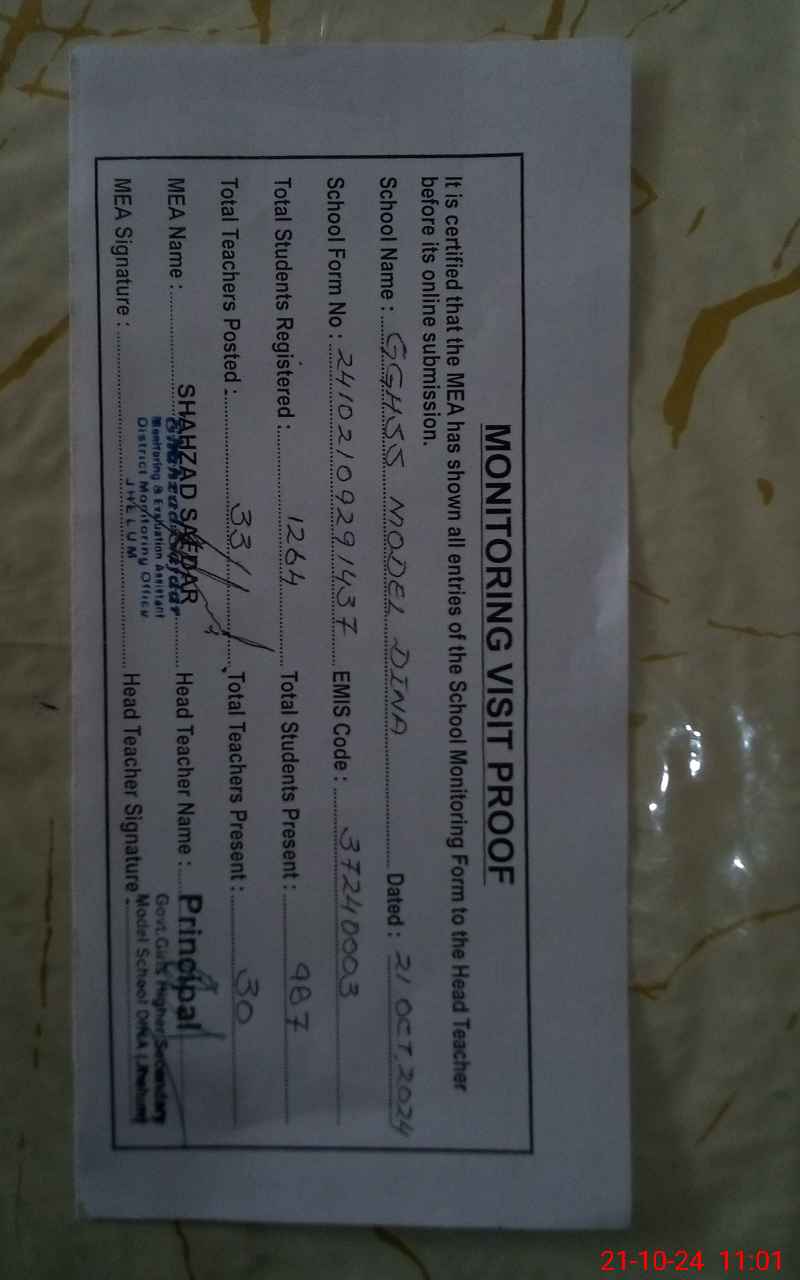 MONITORING VISIT PROOF
It is certified that the MEA has shown all entries of the School Monitoring Form to the Head Teacher
before its online submission.
School Name : GGHSS MODEL DINA Dated : 21 OCT, 2024
School Form No : 24102109291437 EMIS Code : 37240003
Total Students Registered : 1264 Total Students Present : 987
Total Teachers Posted : 33 Total Teachers Present : 30
MEA Name : SHAHZAD SAFDAR Head Teacher Name : Principal
Shahzad Safdar
Monitoring & Evaluation Assistant
District Monitoring Office
JHELUM
Govt. Girls Higher Secondary
Model School DINA (Jhelum)
MEA Signature : Head Teacher Signature
21-10-24 11:01